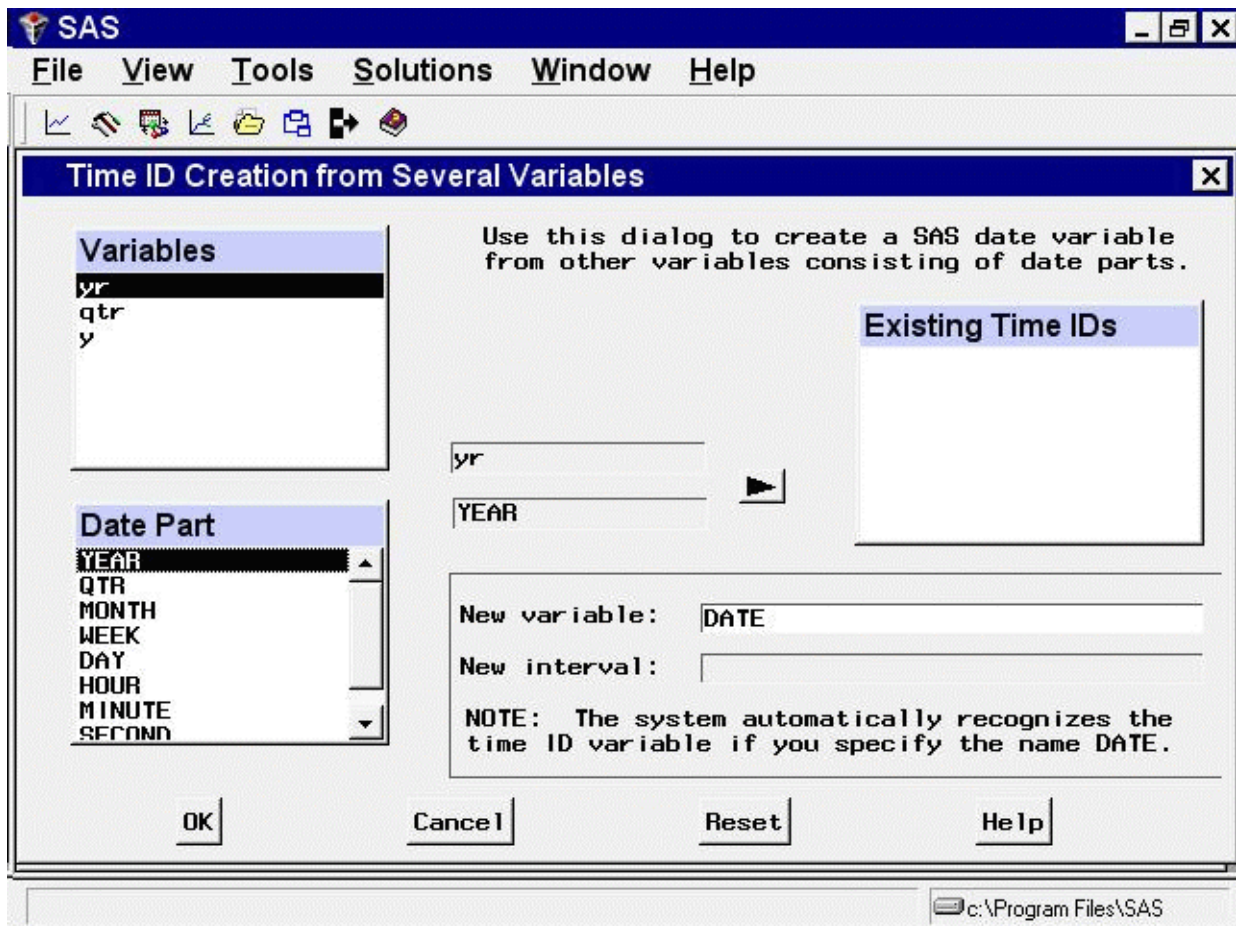 SAS
File View Tools Solutions Window Help
Time ID Creation from Several Variables
Variables
yr
qtr
y
Use this dialog to create a SAS date variable
from other variables consisting of date parts.
Existing Time IDs
yr
YEAR
Date Part
YEAR
QTR
MONTH
WEEK
DAY
HOUR
MINUTE
SECOND
New variable: DATE
New interval:
NOTE: The system automatically recognizes the
time ID variable if you specify the name DATE.
OK Cancel Reset Help
c:\Program Files\SAS